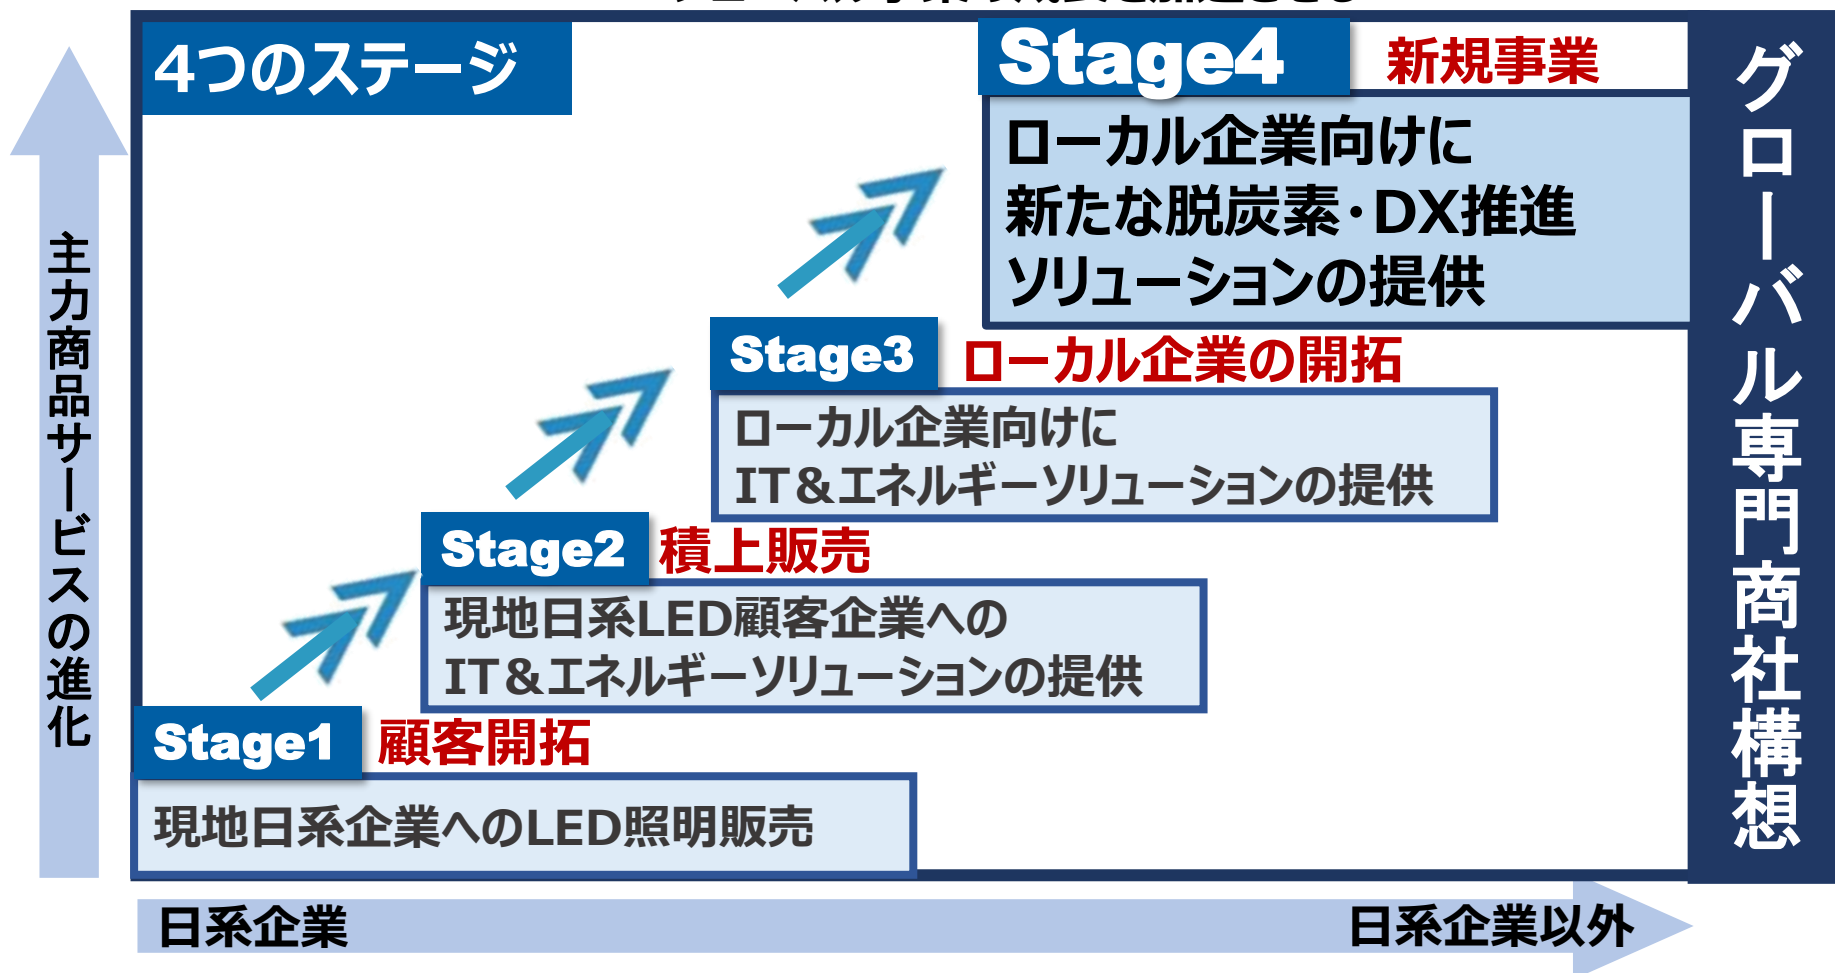 4つのステージ
Stage4
新規事業
ローカル企業向けに
新たな脱炭素・DX推進
ソリューションの提供
Stage3
ローカル企業の開拓
ローカル企業向けに
IT&エネルギーソリューションの提供
Stage2
積上販売
現地日系LED顧客企業への
IT&エネルギーソリューションの提供
Stage1
顧客開拓
現地日系企業へのLED照明販売
主力商品サービスの進化
日系企業
日系企業以外
グローバル専門商社構想